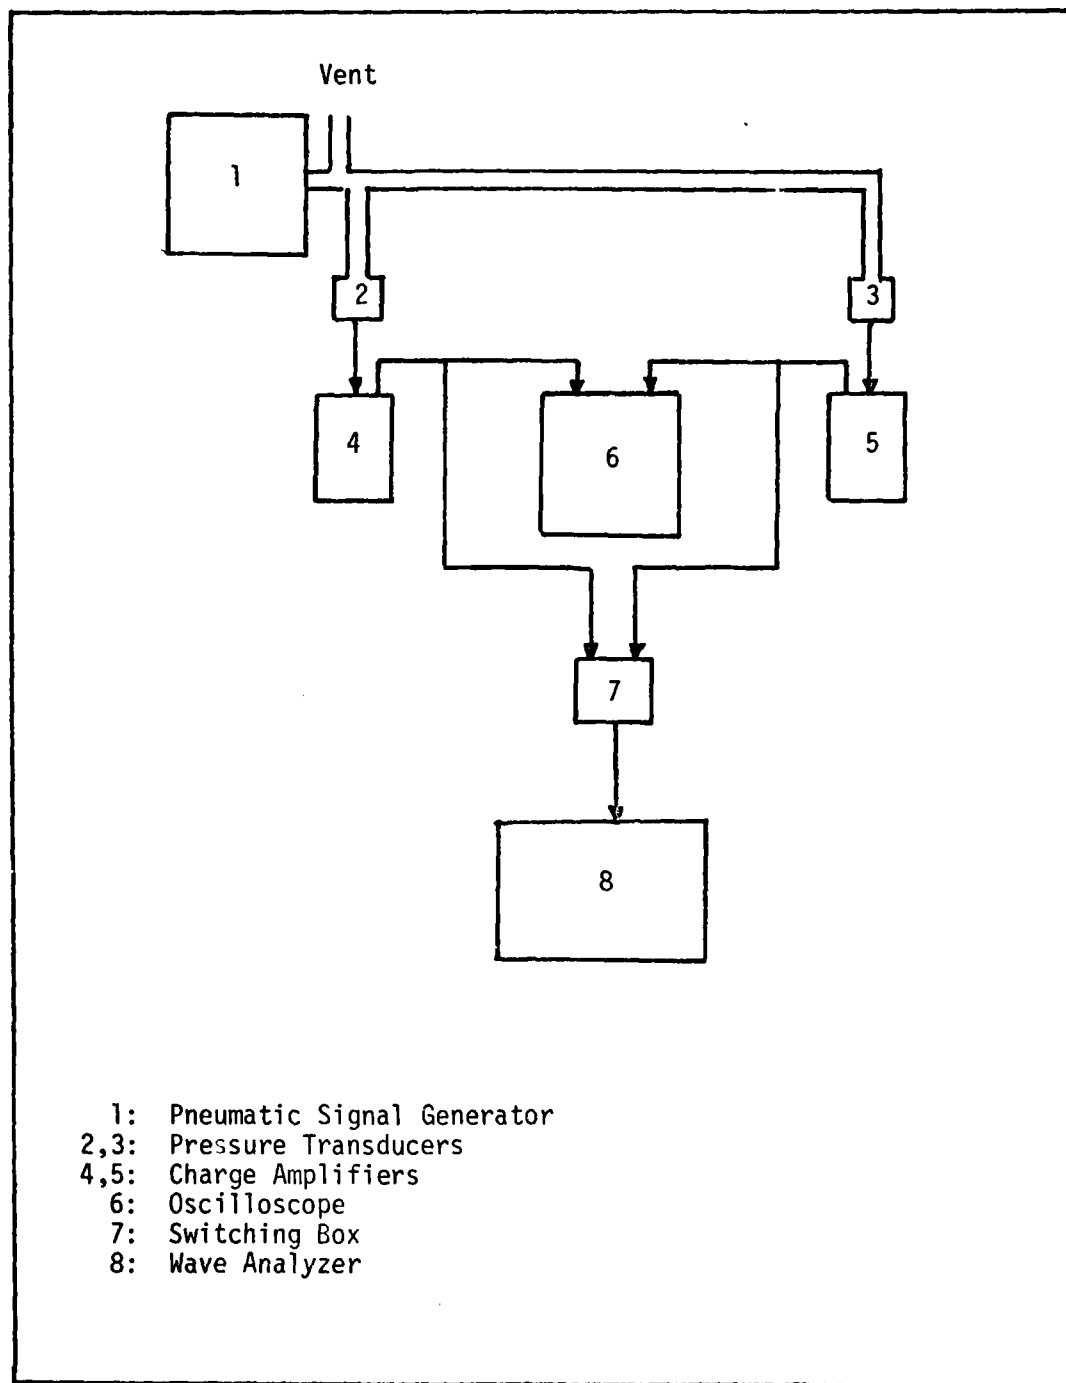 Vent
1
2
3
4
6
5
7
8
1: Pneumatic Signal Generator
2,3: Pressure Transducers
4,5: Charge Amplifiers
6: Oscilloscope
7: Switching Box
8: Wave Analyzer